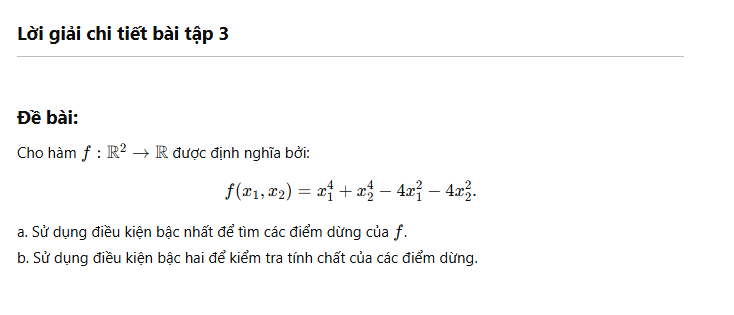 Lời giải chi tiết bài tập 3
Đề bài:
Cho hàm f : ℝ² → ℝ được định nghĩa bởi:
f(x₁, x₂) = x₁⁴ + x₂⁴ − 4x₁² − 4x₂².
a. Sử dụng điều kiện bậc nhất để tìm các điểm dừng của f.
b. Sử dụng điều kiện bậc hai để kiểm tra tính chất của các điểm dừng.